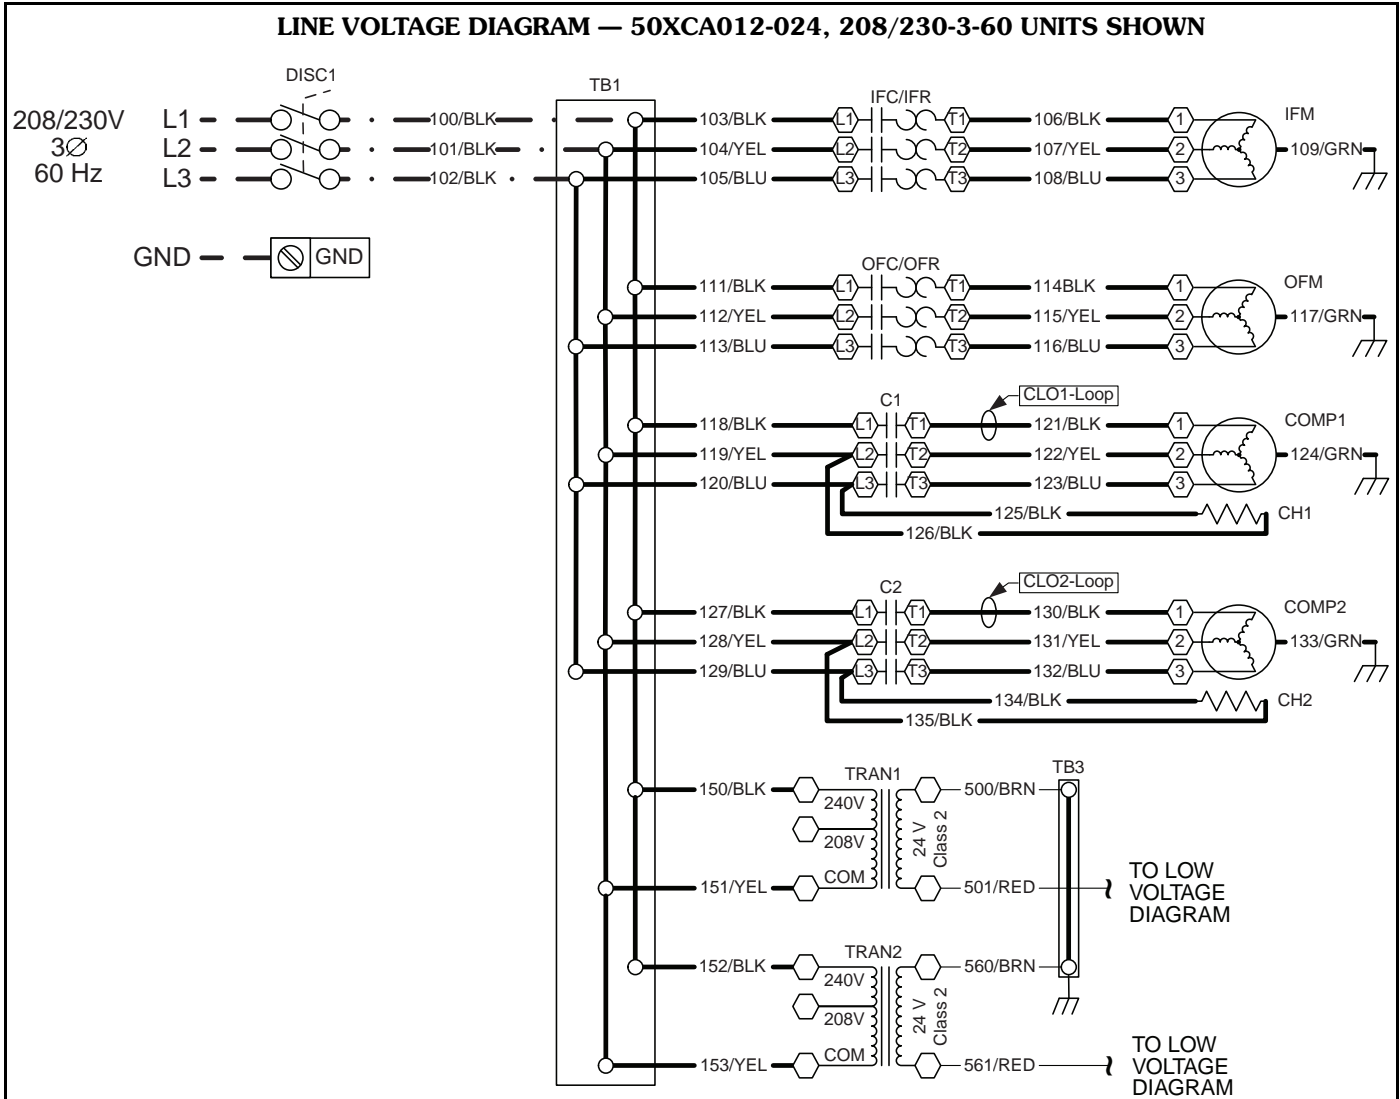 LINE VOLTAGE DIAGRAM — 50XCA012-024, 208/230-3-60 UNITS SHOWN
DISC1
TB1
208/230V
3Ø
60 Hz
L1
L2
L3
100/BLK
101/BLK
102/BLK
GND
GND
IFC/IFR
103/BLK L1 T1 106/BLK 1
104/YEL L2 T2 107/YEL 2
105/BLU L3 T3 108/BLU 3
IFM
109/GRN
OFC/OFR
111/BLK L1 T1 114BLK 1
112/YEL L2 T2 115/YEL 2
113/BLU L3 T3 116/BLU 3
OFM
117/GRN
C1
CLO1-Loop
118/BLK L1 T1 121/BLK 1
119/YEL L2 T2 122/YEL 2
120/BLU L3 T3 123/BLU 3
COMP1
124/GRN
125/BLK
CH1
126/BLK
C2
CLO2-Loop
127/BLK L1 T1 130/BLK 1
128/YEL L2 T2 131/YEL 2
129/BLU L3 T3 132/BLU 3
COMP2
133/GRN
134/BLK
CH2
135/BLK
TRAN1
TB3
150/BLK
240V
208V
COM
151/YEL
24 V
Class 2
500/BRN
501/RED
TO LOW
VOLTAGE
DIAGRAM
TRAN2
152/BLK
240V
208V
COM
153/YEL
24 V
Class 2
560/BRN
561/RED
TO LOW
VOLTAGE
DIAGRAM